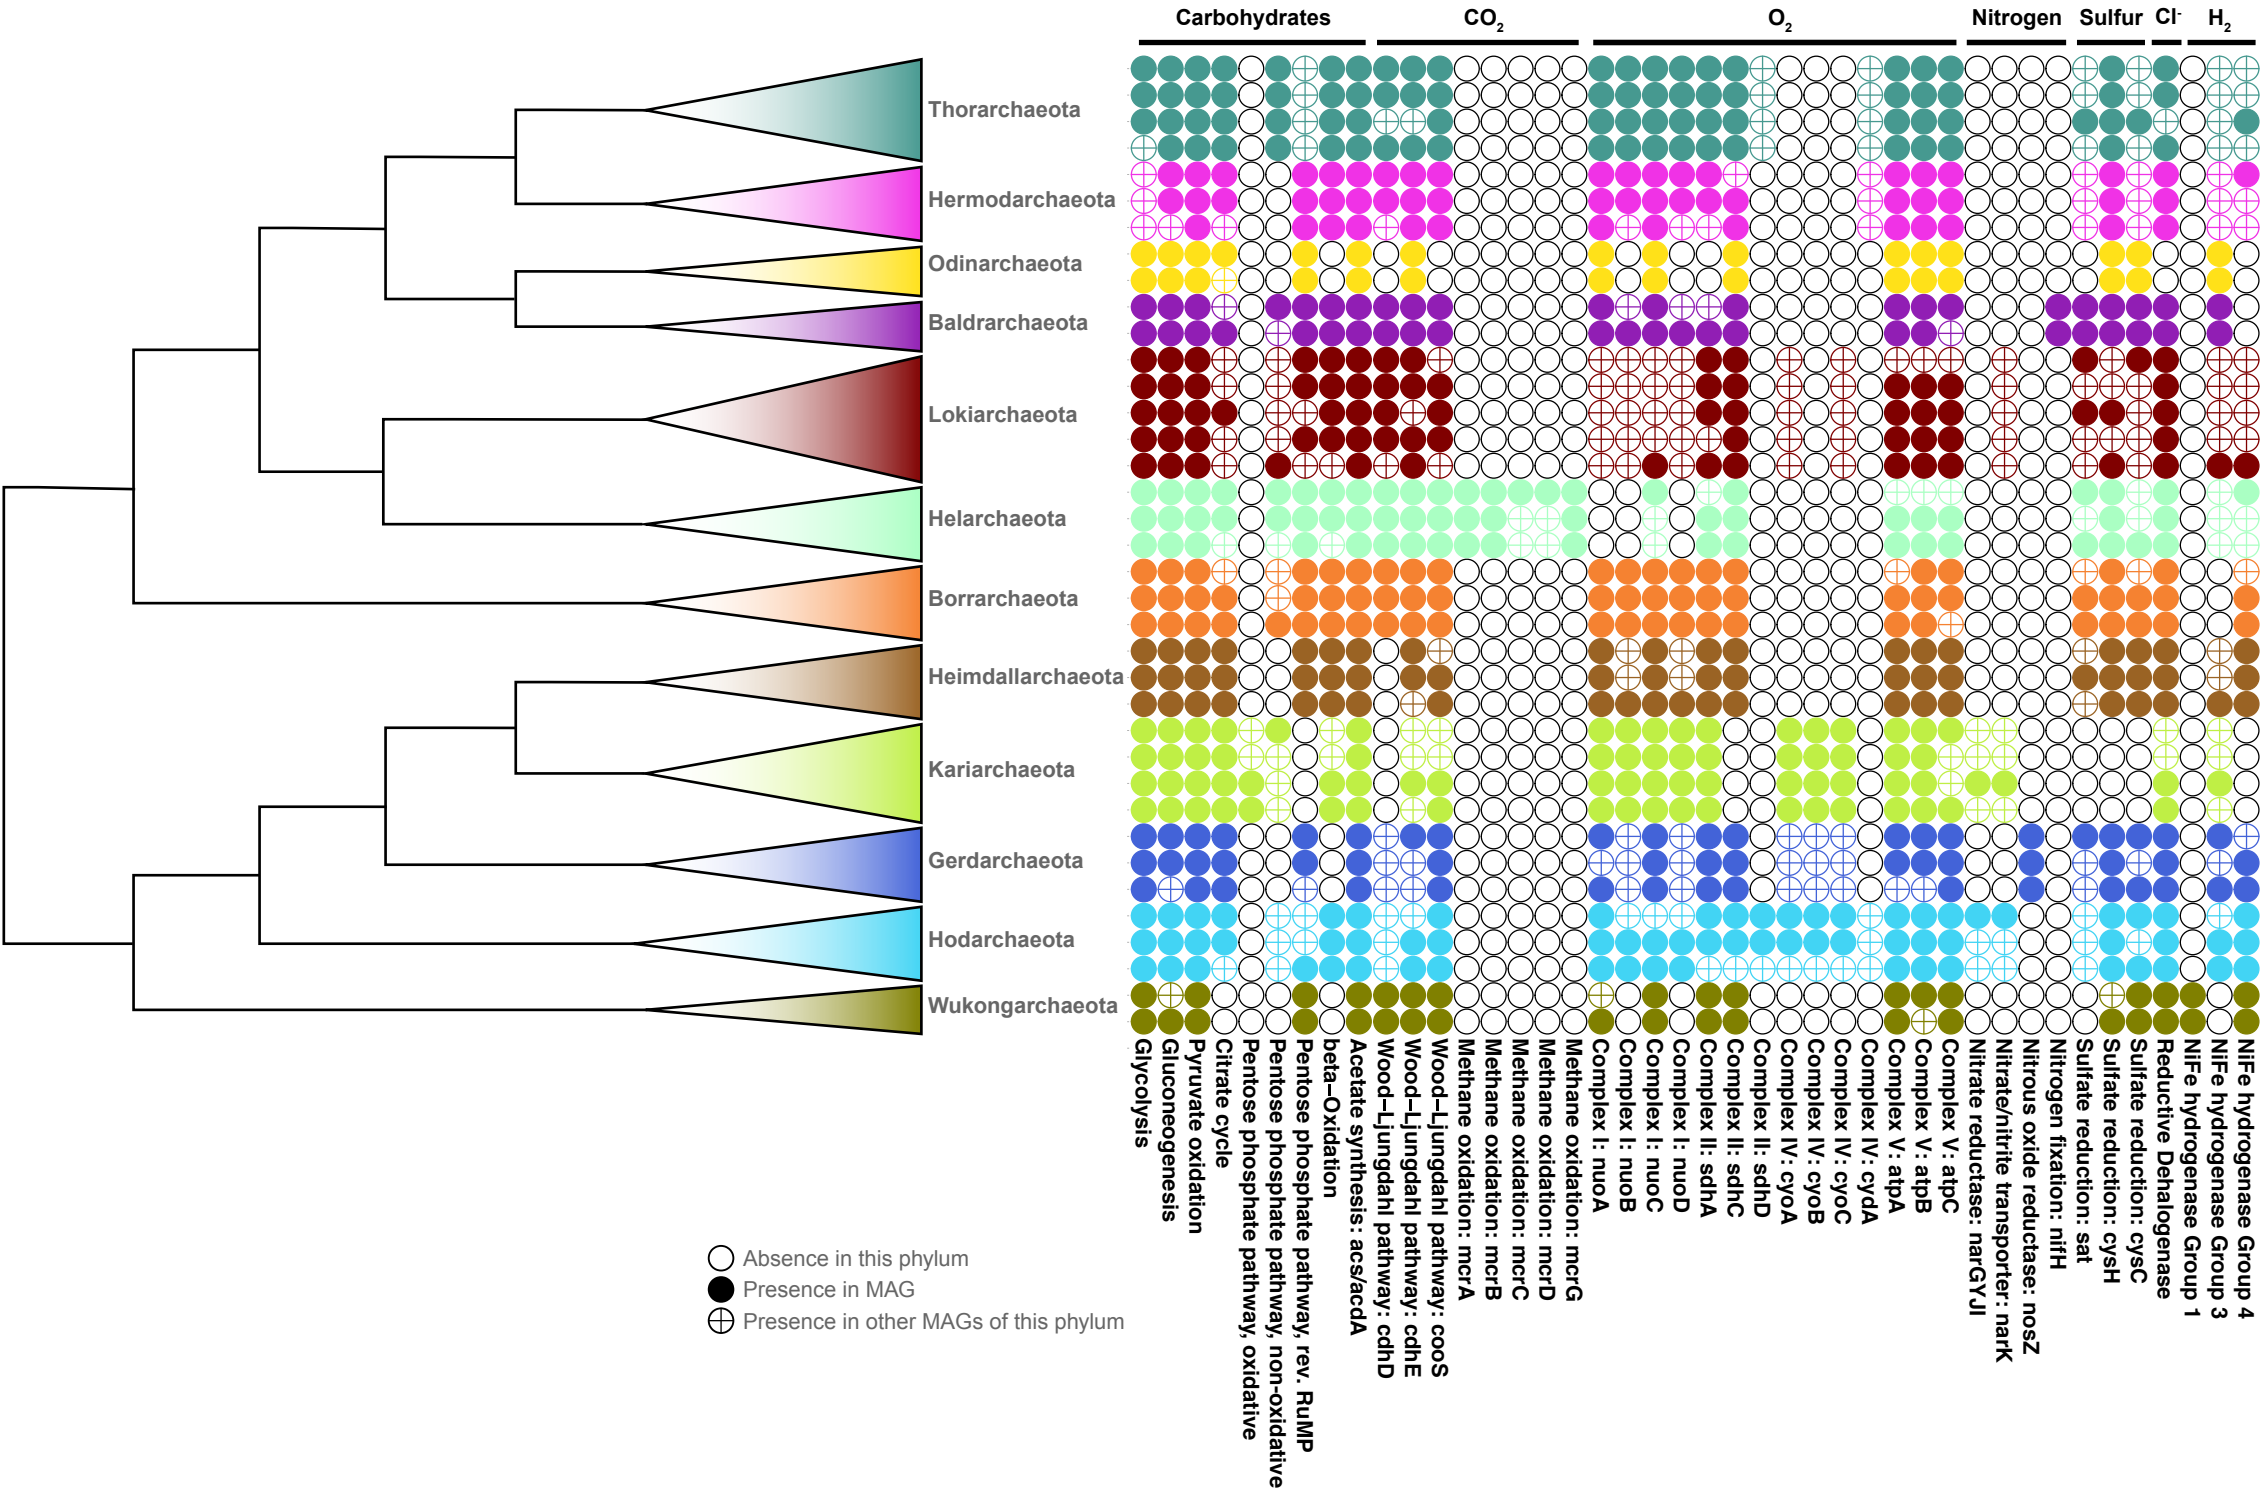 Carbohydrates CO2 O2 Nitrogen Sulfur Cl- H2
Thorarchaeota
Hermodarchaeota
Odinarchaeota
Baldrarchaeota
Lokiarchaeota
Helarchaeota
Borrarchaeota
Heimdallarchaeota
Kariarchaeota
Gerdarchaeota
Hodarchaeota
Wukongarchaeota
Glycolysis
Gluconeogenesis
Pyruvate oxidation
Citrate cycle
Pentose phosphate pathway, oxidative
Pentose phosphate pathway, non-oxidative
Pentose phosphate pathway, rev. RuMP
beta-Oxidation
Acetate synthesis: acs/acdA
Wood-Ljungdahl pathway: cdhD
Wood-Ljungdahl pathway: cdhE
Wood-Ljungdahl pathway: cooS
Methane oxidation: mcrA
Methane oxidation: mcrB
Methane oxidation: mcrC
Methane oxidation: mcrD
Methane oxidation: mcrG
Complex I: nuoA
Complex I: nuoB
Complex I: nuoC
Complex I: nuoD
Complex II: sdhA
Complex II: sdhC
Complex II: sdhD
Complex IV: cyoA
Complex IV: cyoB
Complex IV: cyoC
Complex IV: cydA
Complex V: atpA
Complex V: atpB
Complex V: atpC
Nitrate reductase: narGYJI
Nitrate/nitrite transporter: narK
Nitrous oxide reductase: nosZ
Nitrogen fixation: nifH
Sulfate reduction: sat
Sulfate reduction: cysH
Sulfate reduction: cysC
Reductive Dehalogenase
NiFe hydrogenase Group 1
NiFe hydrogenase Group 3
NiFe hydrogenase Group 4
Absence in this phylum
Presence in MAG
Presence in other MAGs of this phylum